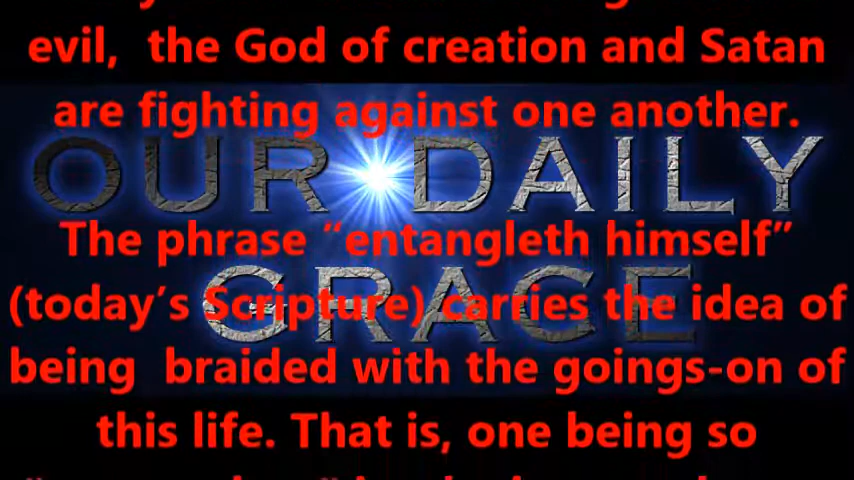 evil,  the God of creation and Satan
are fighting against one another.
OUR DAILY
The phrase “entangleth himself”
(today’s Scripture) carries the idea of
GRACE
being  braided with the goings-on of
this life. That is, one being so